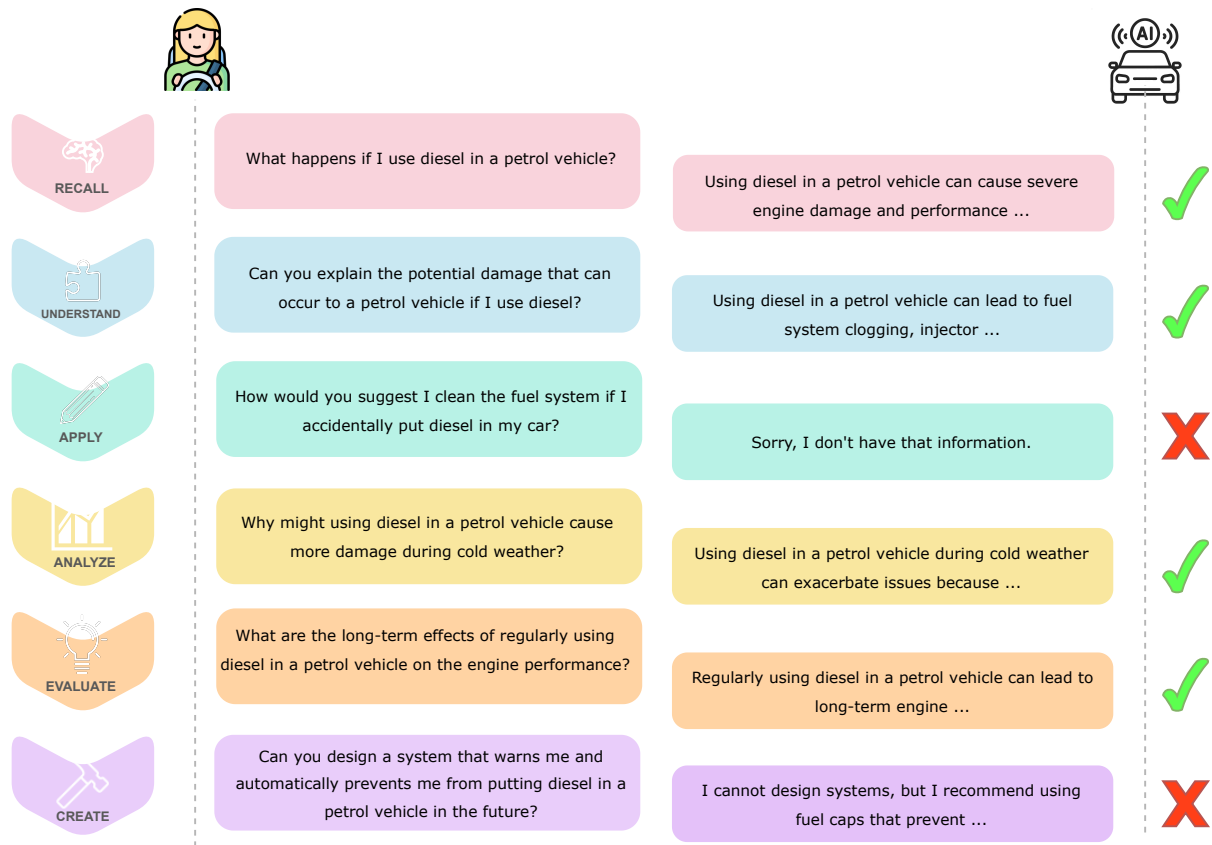 AI
RECALL
What happens if I use diesel in a petrol vehicle?
Using diesel in a petrol vehicle can cause severe
engine damage and performance ...
UNDERSTAND
Can you explain the potential damage that can
occur to a petrol vehicle if I use diesel?
Using diesel in a petrol vehicle can lead to fuel
system clogging, injector ...
APPLY
How would you suggest I clean the fuel system if I
accidentally put diesel in my car?
Sorry, I don't have that information.
ANALYZE
Why might using diesel in a petrol vehicle cause
more damage during cold weather?
Using diesel in a petrol vehicle during cold weather
can exacerbate issues because ...
EVALUATE
What are the long-term effects of regularly using
diesel in a petrol vehicle on the engine performance?
Regularly using diesel in a petrol vehicle can lead to
long-term engine ...
CREATE
Can you design a system that warns me and
automatically prevents me from putting diesel in a
petrol vehicle in the future?
I cannot design systems, but I recommend using
fuel caps that prevent ...